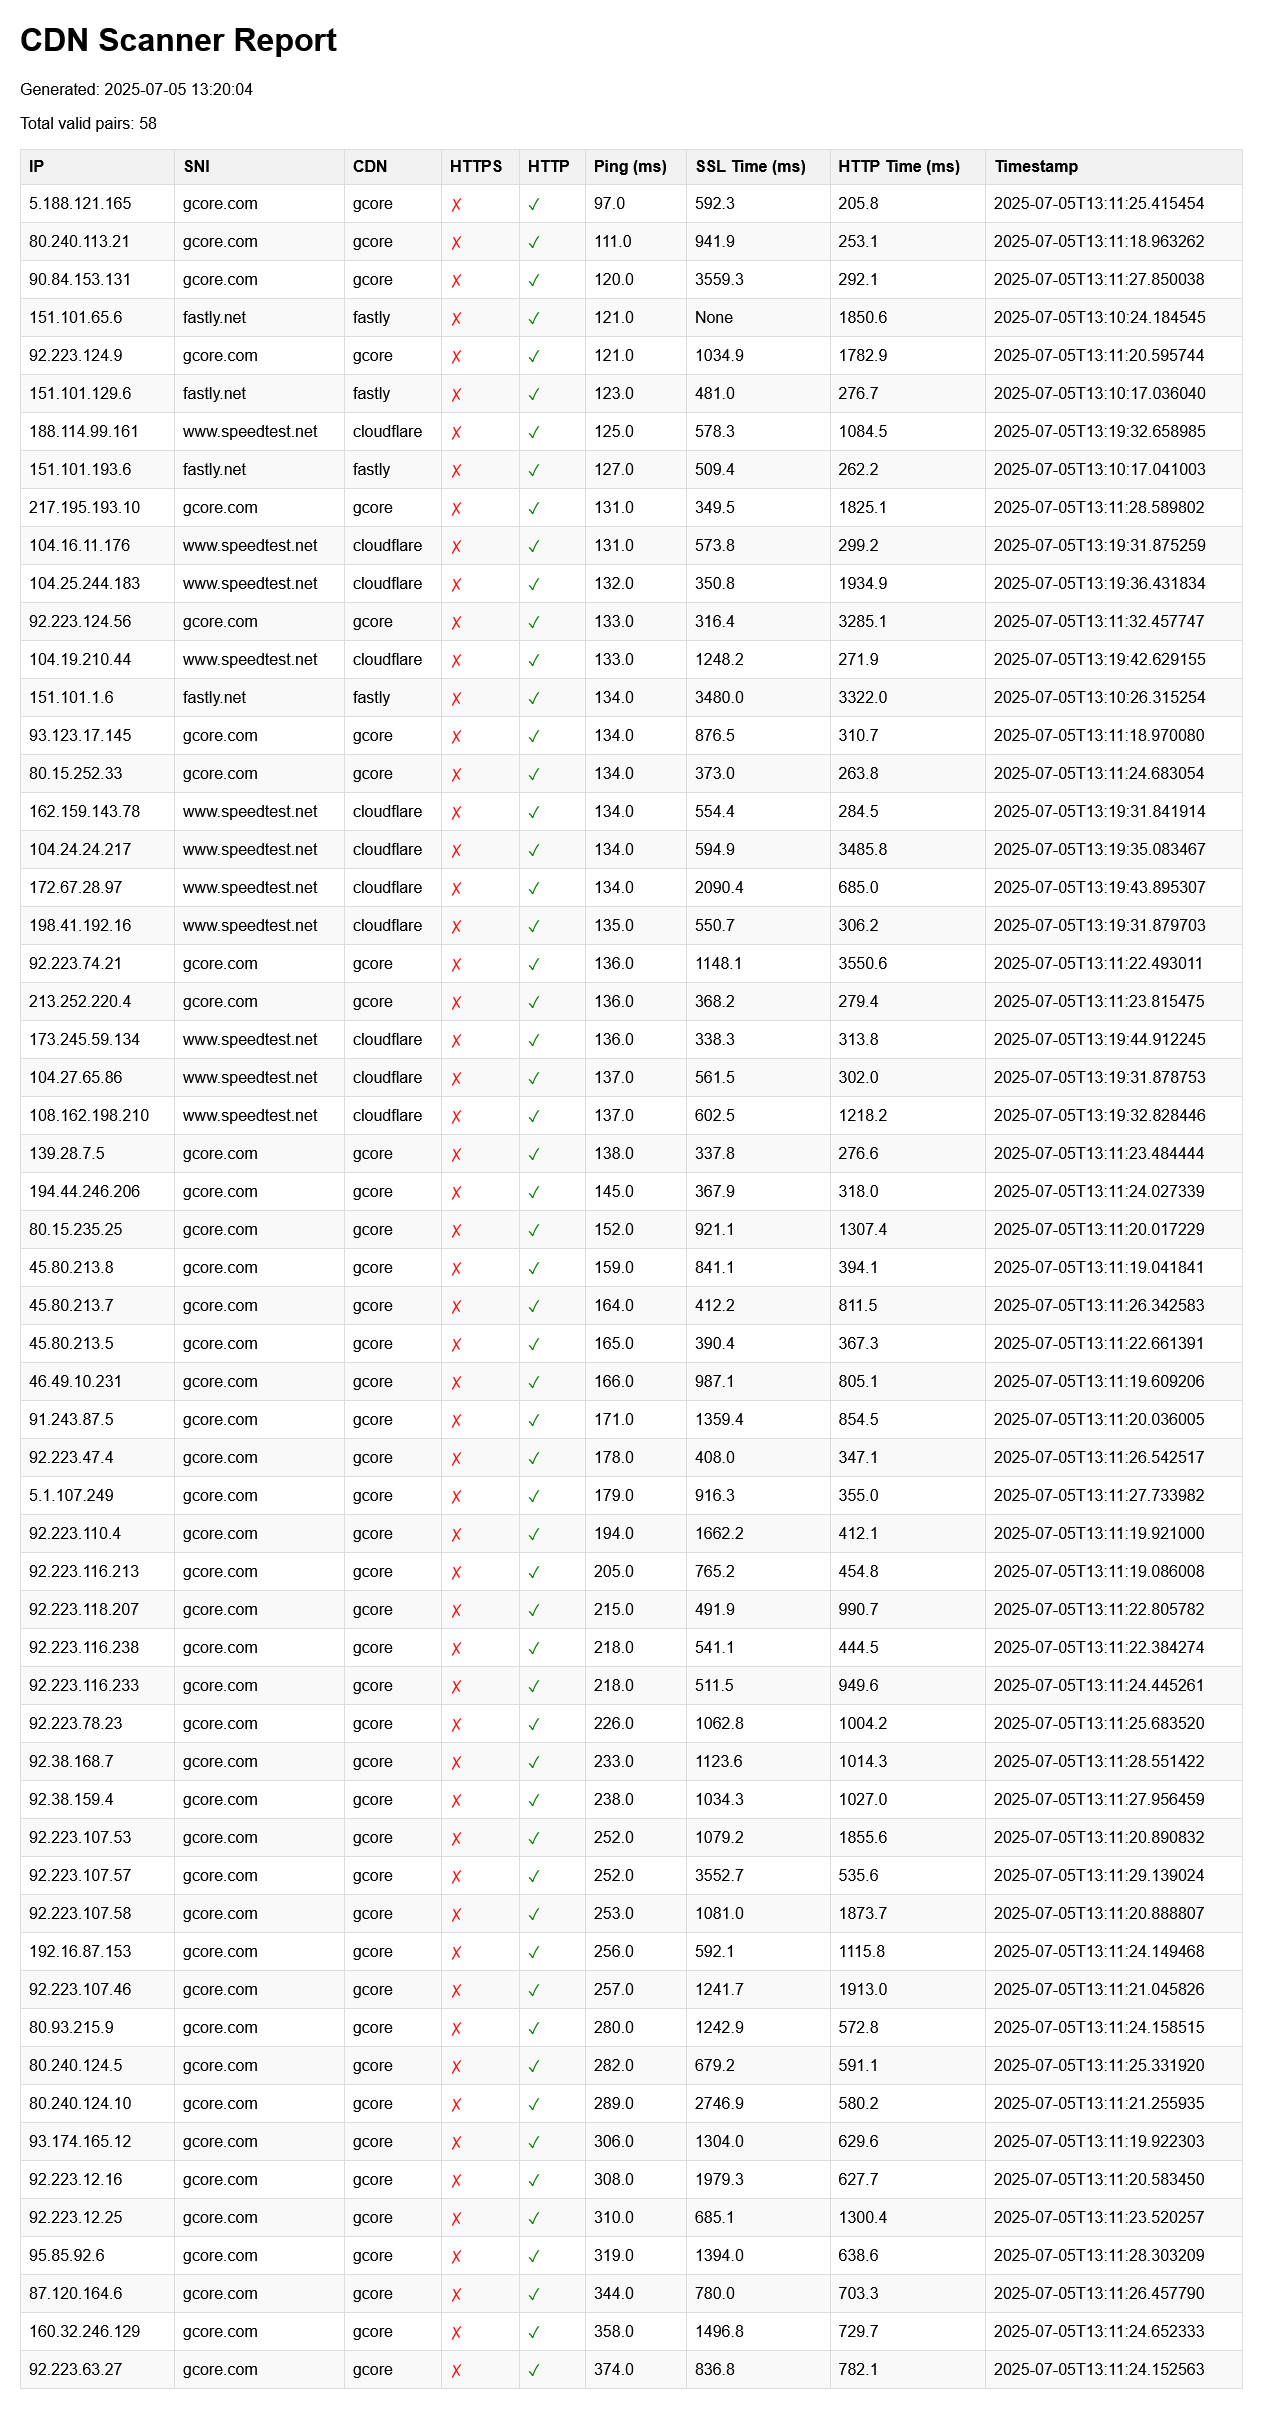 CDN Scanner Report
Generated: 2025-07-05 13:20:04
Total valid pairs: 58
IP SNI CDN HTTPS HTTP Ping (ms) SSL Time (ms) HTTP Time (ms) Timestamp
5.188.121.165 gcore.com gcore ✗ ✓ 97.0 592.3 205.8 2025-07-05T13:11:25.415454
80.240.113.21 gcore.com gcore ✗ ✓ 111.0 941.9 253.1 2025-07-05T13:11:18.963262
90.84.153.131 gcore.com gcore ✗ ✓ 120.0 3559.3 292.1 2025-07-05T13:11:27.850038
151.101.65.6 fastly.net fastly ✗ ✓ 121.0 None 1850.6 2025-07-05T13:10:24.184545
92.223.124.9 gcore.com gcore ✗ ✓ 121.0 1034.9 1782.9 2025-07-05T13:11:20.595744
151.101.129.6 fastly.net fastly ✗ ✓ 123.0 481.0 276.7 2025-07-05T13:10:17.036040
188.114.99.161 www.speedtest.net cloudflare ✗ ✓ 125.0 578.3 1084.5 2025-07-05T13:19:32.658985
151.101.193.6 fastly.net fastly ✗ ✓ 127.0 509.4 262.2 2025-07-05T13:10:17.041003
217.195.193.10 gcore.com gcore ✗ ✓ 131.0 349.5 1825.1 2025-07-05T13:11:28.589802
104.16.11.176 www.speedtest.net cloudflare ✗ ✓ 131.0 573.8 299.2 2025-07-05T13:19:31.875259
104.25.244.183 www.speedtest.net cloudflare ✗ ✓ 132.0 350.8 1934.9 2025-07-05T13:19:36.431834
92.223.124.56 gcore.com gcore ✗ ✓ 133.0 316.4 3285.1 2025-07-05T13:11:32.457747
104.19.210.44 www.speedtest.net cloudflare ✗ ✓ 133.0 1248.2 271.9 2025-07-05T13:19:42.629155
151.101.1.6 fastly.net fastly ✗ ✓ 134.0 3480.0 3322.0 2025-07-05T13:10:26.315254
93.123.17.145 gcore.com gcore ✗ ✓ 134.0 876.5 310.7 2025-07-05T13:11:18.970080
80.15.252.33 gcore.com gcore ✗ ✓ 134.0 373.0 263.8 2025-07-05T13:11:24.683054
162.159.143.78 www.speedtest.net cloudflare ✗ ✓ 134.0 554.4 284.5 2025-07-05T13:19:31.841914
104.24.24.217 www.speedtest.net cloudflare ✗ ✓ 134.0 594.9 3485.8 2025-07-05T13:19:35.083467
172.67.28.97 www.speedtest.net cloudflare ✗ ✓ 134.0 2090.4 685.0 2025-07-05T13:19:43.895307
198.41.192.16 www.speedtest.net cloudflare ✗ ✓ 135.0 550.7 306.2 2025-07-05T13:19:31.879703
92.223.74.21 gcore.com gcore ✗ ✓ 136.0 1148.1 3550.6 2025-07-05T13:11:22.493011
213.252.220.4 gcore.com gcore ✗ ✓ 136.0 368.2 279.4 2025-07-05T13:11:23.815475
173.245.59.134 www.speedtest.net cloudflare ✗ ✓ 136.0 338.3 313.8 2025-07-05T13:19:44.912245
104.27.65.86 www.speedtest.net cloudflare ✗ ✓ 137.0 561.5 302.0 2025-07-05T13:19:31.878753
108.162.198.210 www.speedtest.net cloudflare ✗ ✓ 137.0 602.5 1218.2 2025-07-05T13:19:32.828446
139.28.7.5 gcore.com gcore ✗ ✓ 138.0 337.8 276.6 2025-07-05T13:11:23.484444
194.44.246.206 gcore.com gcore ✗ ✓ 145.0 367.9 318.0 2025-07-05T13:11:24.027339
80.15.235.25 gcore.com gcore ✗ ✓ 152.0 921.1 1307.4 2025-07-05T13:11:20.017229
45.80.213.8 gcore.com gcore ✗ ✓ 159.0 841.1 394.1 2025-07-05T13:11:19.041841
45.80.213.7 gcore.com gcore ✗ ✓ 164.0 412.2 811.5 2025-07-05T13:11:26.342583
45.80.213.5 gcore.com gcore ✗ ✓ 165.0 390.4 367.3 2025-07-05T13:11:22.661391
46.49.10.231 gcore.com gcore ✗ ✓ 166.0 987.1 805.1 2025-07-05T13:11:19.609206
91.243.87.5 gcore.com gcore ✗ ✓ 171.0 1359.4 854.5 2025-07-05T13:11:20.036005
92.223.47.4 gcore.com gcore ✗ ✓ 178.0 408.0 347.1 2025-07-05T13:11:26.542517
5.1.107.249 gcore.com gcore ✗ ✓ 179.0 916.3 355.0 2025-07-05T13:11:27.733982
92.223.110.4 gcore.com gcore ✗ ✓ 194.0 1662.2 412.1 2025-07-05T13:11:19.921000
92.223.116.213 gcore.com gcore ✗ ✓ 205.0 765.2 454.8 2025-07-05T13:11:19.086008
92.223.118.207 gcore.com gcore ✗ ✓ 215.0 491.9 990.7 2025-07-05T13:11:22.805782
92.223.116.238 gcore.com gcore ✗ ✓ 218.0 541.1 444.5 2025-07-05T13:11:22.384274
92.223.116.233 gcore.com gcore ✗ ✓ 218.0 511.5 949.6 2025-07-05T13:11:24.445261
92.223.78.23 gcore.com gcore ✗ ✓ 226.0 1062.8 1004.2 2025-07-05T13:11:25.683520
92.38.168.7 gcore.com gcore ✗ ✓ 233.0 1123.6 1014.3 2025-07-05T13:11:28.551422
92.38.159.4 gcore.com gcore ✗ ✓ 238.0 1034.3 1027.0 2025-07-05T13:11:27.956459
92.223.107.53 gcore.com gcore ✗ ✓ 252.0 1079.2 1855.6 2025-07-05T13:11:20.890832
92.223.107.57 gcore.com gcore ✗ ✓ 252.0 3552.7 535.6 2025-07-05T13:11:29.139024
92.223.107.58 gcore.com gcore ✗ ✓ 253.0 1081.0 1873.7 2025-07-05T13:11:20.888807
192.16.87.153 gcore.com gcore ✗ ✓ 256.0 592.1 1115.8 2025-07-05T13:11:24.149468
92.223.107.46 gcore.com gcore ✗ ✓ 257.0 1241.7 1913.0 2025-07-05T13:11:21.045826
80.93.215.9 gcore.com gcore ✗ ✓ 280.0 1242.9 572.8 2025-07-05T13:11:24.158515
80.240.124.5 gcore.com gcore ✗ ✓ 282.0 679.2 591.1 2025-07-05T13:11:25.331920
80.240.124.10 gcore.com gcore ✗ ✓ 289.0 2746.9 580.2 2025-07-05T13:11:21.255935
93.174.165.12 gcore.com gcore ✗ ✓ 306.0 1304.0 629.6 2025-07-05T13:11:19.922303
92.223.12.16 gcore.com gcore ✗ ✓ 308.0 1979.3 627.7 2025-07-05T13:11:20.583450
92.223.12.25 gcore.com gcore ✗ ✓ 310.0 685.1 1300.4 2025-07-05T13:11:23.520257
95.85.92.6 gcore.com gcore ✗ ✓ 319.0 1394.0 638.6 2025-07-05T13:11:28.303209
87.120.164.6 gcore.com gcore ✗ ✓ 344.0 780.0 703.3 2025-07-05T13:11:26.457790
160.32.246.129 gcore.com gcore ✗ ✓ 358.0 1496.8 729.7 2025-07-05T13:11:24.652333
92.223.63.27 gcore.com gcore ✗ ✓ 374.0 836.8 782.1 2025-07-05T13:11:24.152563